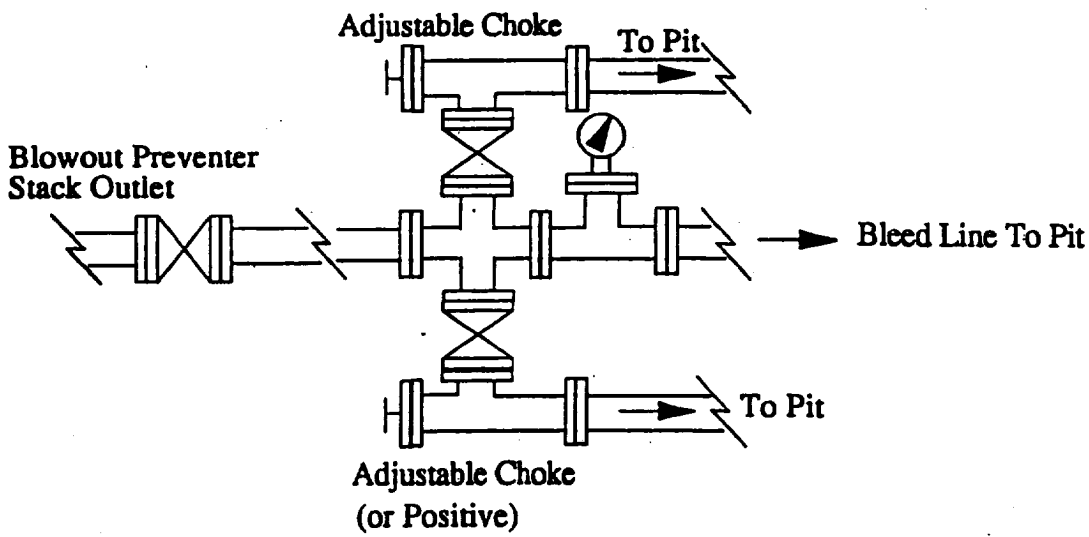 Adjustable Choke
To Pit
Blowout Preventer
Stack Outlet
Bleed Line To Pit
To Pit
Adjustable Choke
(or Positive)